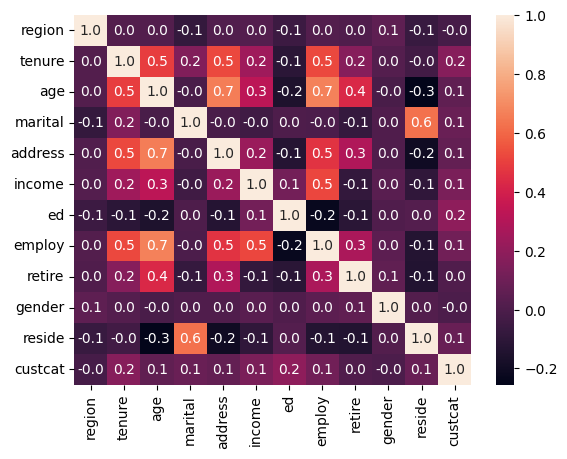 region 1.0 0.0 0.0 -0.1 0.0 0.0 -0.1 0.0 0.0 0.1 -0.1 -0.0
tenure 0.0 1.0 0.5 0.2 0.5 0.2 -0.1 0.5 0.2 0.0 -0.0 0.2
age 0.0 0.5 1.0 -0.0 0.7 0.3 -0.2 0.7 0.4 -0.0 -0.3 0.1
marital -0.1 0.2 -0.0 1.0 -0.0 -0.0 0.0 -0.0 -0.1 0.0 0.6 0.1
address 0.0 0.5 0.7 -0.0 1.0 0.2 -0.1 0.5 0.3 0.0 -0.2 0.1
income 0.0 0.2 0.3 -0.0 0.2 1.0 0.1 0.5 -0.1 0.0 -0.1 0.1
ed -0.1 -0.1 -0.2 0.0 -0.1 0.1 1.0 -0.2 -0.1 0.0 0.0 0.2
employ 0.0 0.5 0.7 -0.0 0.5 0.5 -0.2 1.0 0.3 0.0 -0.1 0.1
retire 0.0 0.2 0.4 -0.1 0.3 -0.1 -0.1 0.3 1.0 0.1 -0.1 0.0
gender 0.1 0.0 -0.0 0.0 0.0 0.0 0.0 0.0 0.1 1.0 0.0 -0.0
reside -0.1 -0.0 -0.3 0.6 -0.2 -0.1 0.0 -0.1 -0.1 0.0 1.0 0.1
custcat -0.0 0.2 0.1 0.1 0.1 0.1 0.2 0.1 0.0 -0.0 0.1 1.0
region tenure age marital address income ed employ retire gender reside custcat
1.0
0.8
0.6
0.4
0.2
0.0
−0.2